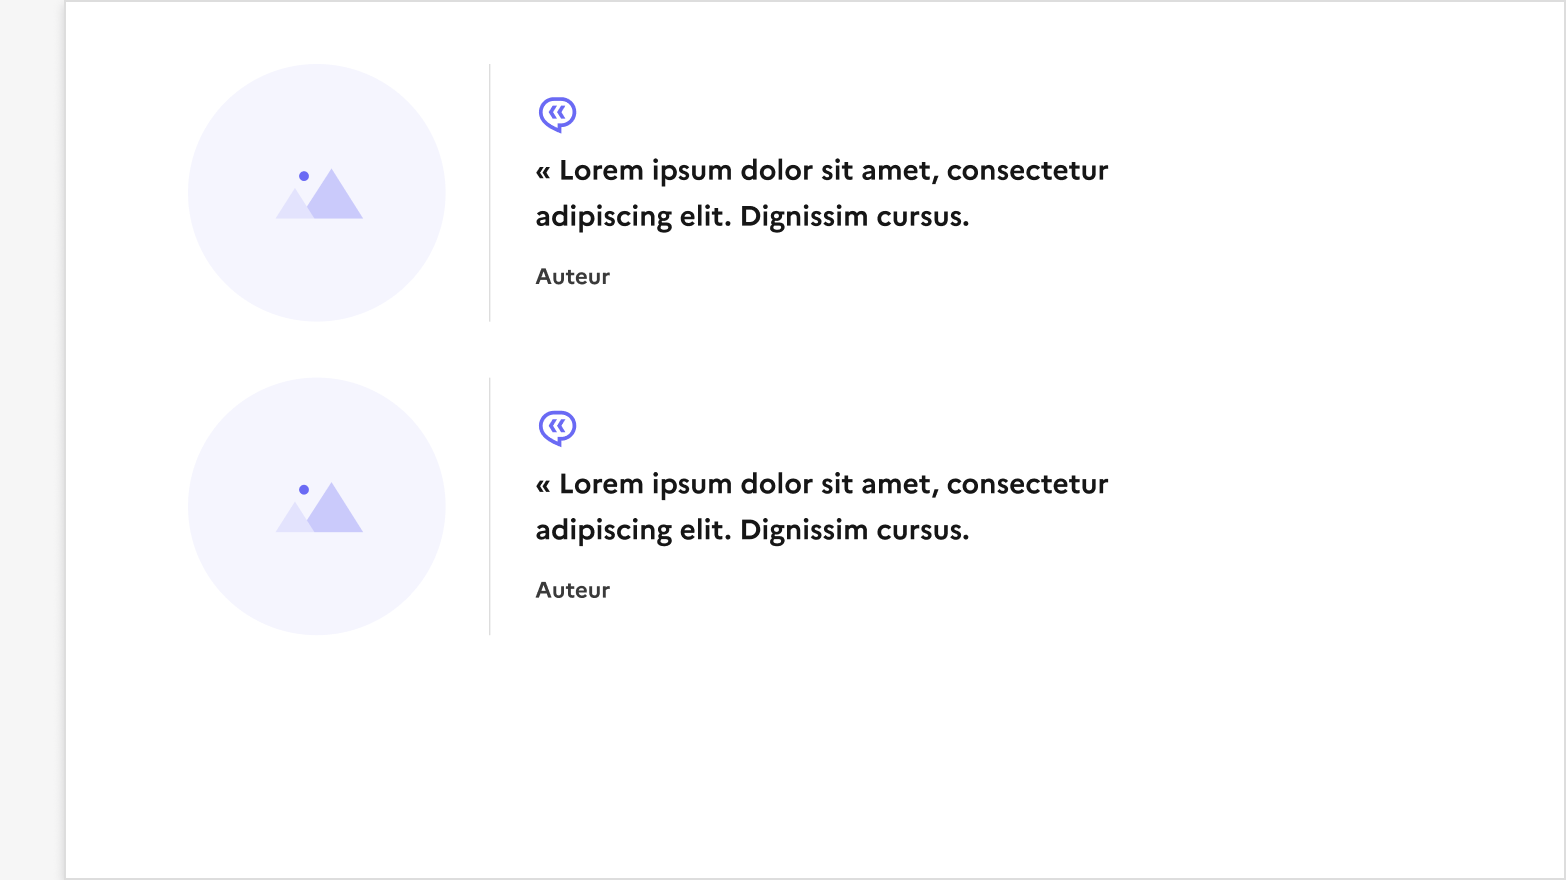 « Lorem ipsum dolor sit amet, consectetur
adipiscing elit. Dignissim cursus.
Auteur
« Lorem ipsum dolor sit amet, consectetur
adipiscing elit. Dignissim cursus.
Auteur